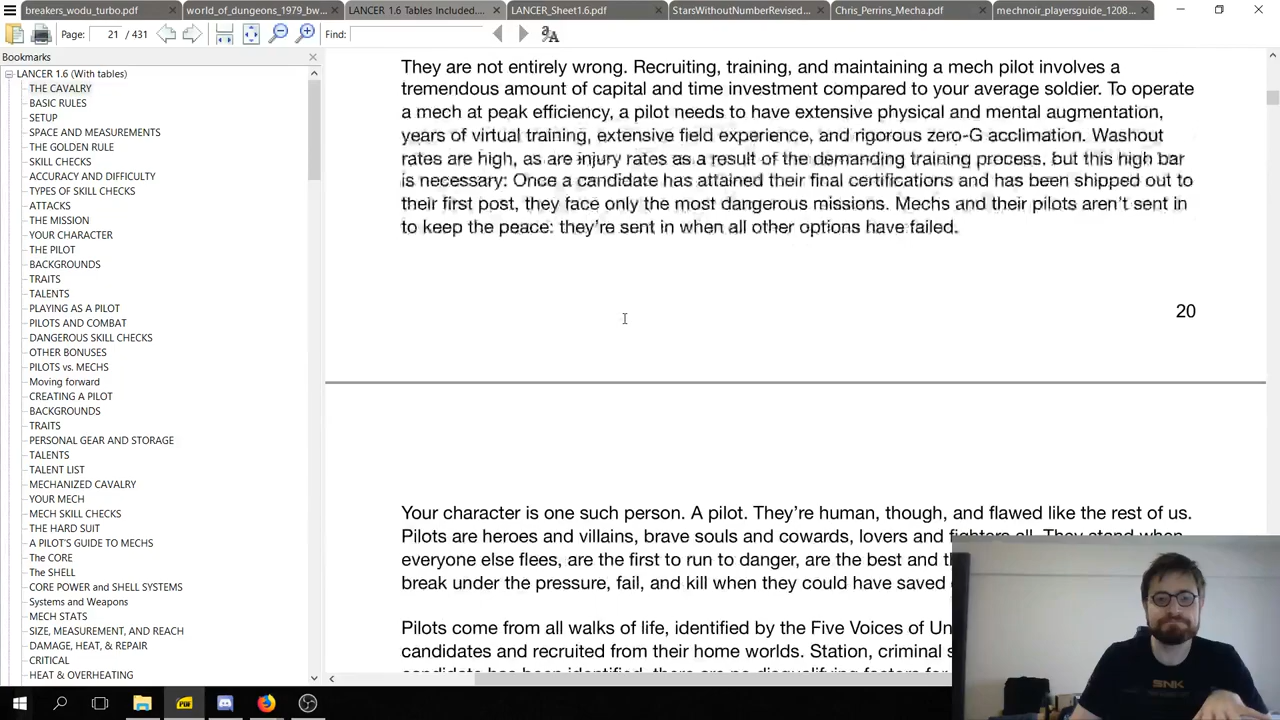 breakers_wodu_turbo.pdf
world_of_dungeons_1979_bw...
LANCER 1.6 Tables Included....
LANCER_Sheet1.6.pdf
StarsWithoutNumberRevised...
Chris_Perrins_Mecha.pdf
mechnoir_playersguide_1208...
Page: 21 / 431 Find:
Bookmarks
LANCER 1.6 (With tables)
THE CAVALRY
BASIC RULES
SETUP
SPACE AND MEASUREMENTS
THE GOLDEN RULE
SKILL CHECKS
ACCURACY AND DIFFICULTY
TYPES OF SKILL CHECKS
ATTACKS
THE MISSION
YOUR CHARACTER
THE PILOT
BACKGROUNDS
TRAITS
TALENTS
PLAYING AS A PILOT
PILOTS AND COMBAT
DANGEROUS SKILL CHECKS
OTHER BONUSES
PILOTS vs. MECHS
Moving forward
CREATING A PILOT
BACKGROUNDS
TRAITS
PERSONAL GEAR AND STORAGE
TALENTS
TALENT LIST
MECHANIZED CAVALRY
YOUR MECH
MECH SKILL CHECKS
THE HARD SUIT
A PILOT'S GUIDE TO MECHS
The CORE
The SHELL
CORE POWER and SHELL SYSTEMS
Systems and Weapons
MECH STATS
SIZE, MEASUREMENT, AND REACH
DAMAGE, HEAT, & REPAIR
CRITICAL
HEAT & OVERHEATING
They are not entirely wrong. Recruiting, training, and maintaining a mech pilot involves a
tremendous amount of capital and time investment compared to your average soldier. To operate
a mech at peak efficiency, a pilot needs to have extensive physical and mental augmentation,
years of virtual training, extensive field experience, and rigorous zero-G acclimation. Washout
rates are high, as are injury rates as a result of the demanding training process, but this high bar
is necessary: Once a candidate has attained their final certifications and has been shipped out to
their first post, they face only the most dangerous missions. Mechs and their pilots aren't sent in
to keep the peace: they're sent in when all other options have failed.
20
Your character is one such person. A pilot. They're human, though, and flawed like the rest of us.
Pilots are heroes and villains, brave souls and cowards, lovers and fighters all. They stand when
everyone else flees, are the first to run to danger, are the best and
break under the pressure, fail, and kill when they could have saved
Pilots come from all walks of life, identified by the Five Voices of
candidates and recruited from their home worlds. Station, criminal
candidate has been identified, there are no disqualifying factors for
SNK